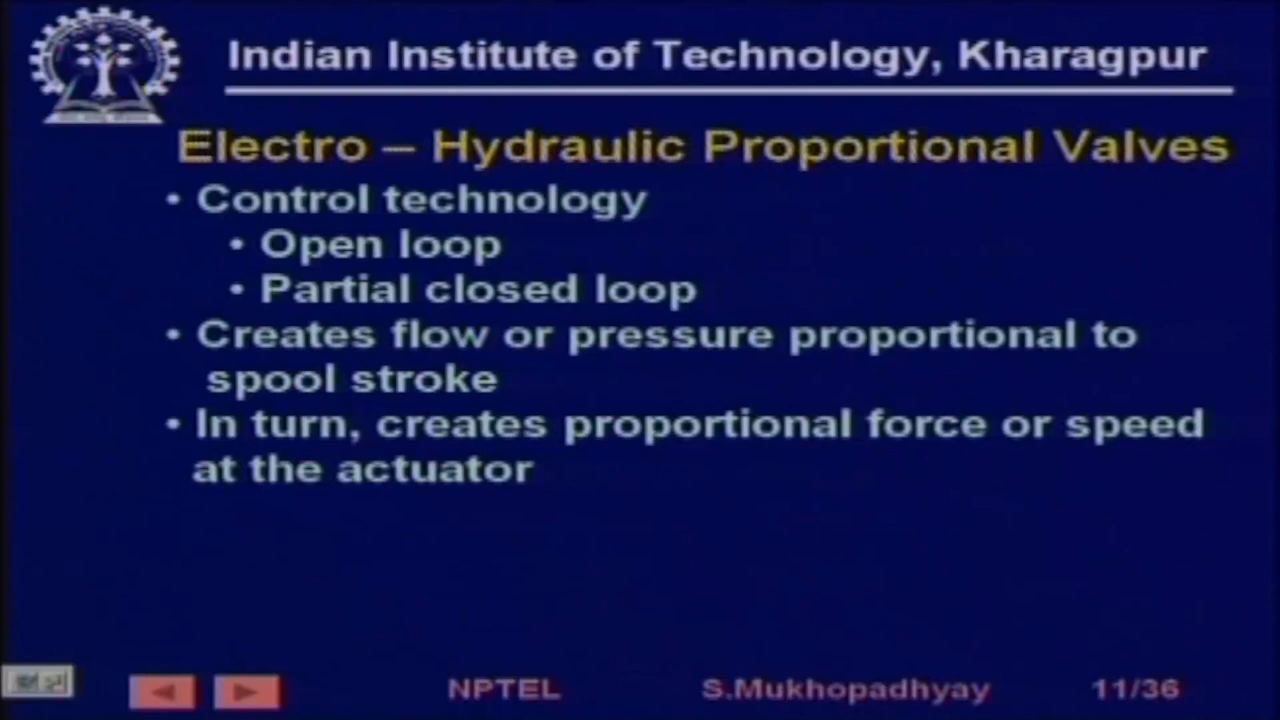 Indian Institute of Technology, Kharagpur
Electro – Hydraulic Proportional Valves
• Control technology
• Open loop
• Partial closed loop
• Creates flow or pressure proportional to
spool stroke
• In turn, creates proportional force or speed
at the actuator
NPTEL S.Mukhopadhyay 11/36